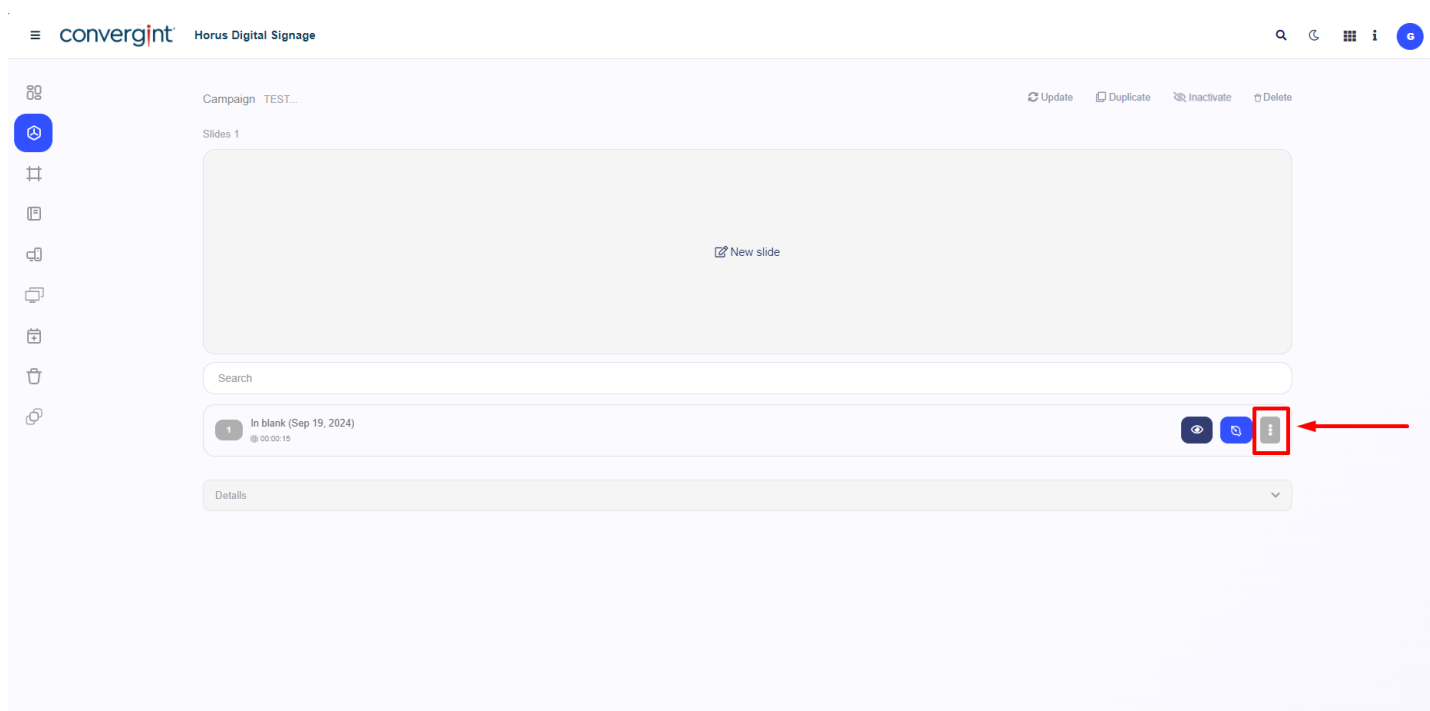 convergint Horus Digital Signage
G
Campaign TEST... Update Duplicate Inactivate Delete
Slides 1
New slide
Search
1 In blank (Sep 19, 2024)
@ 00:00:15
Details